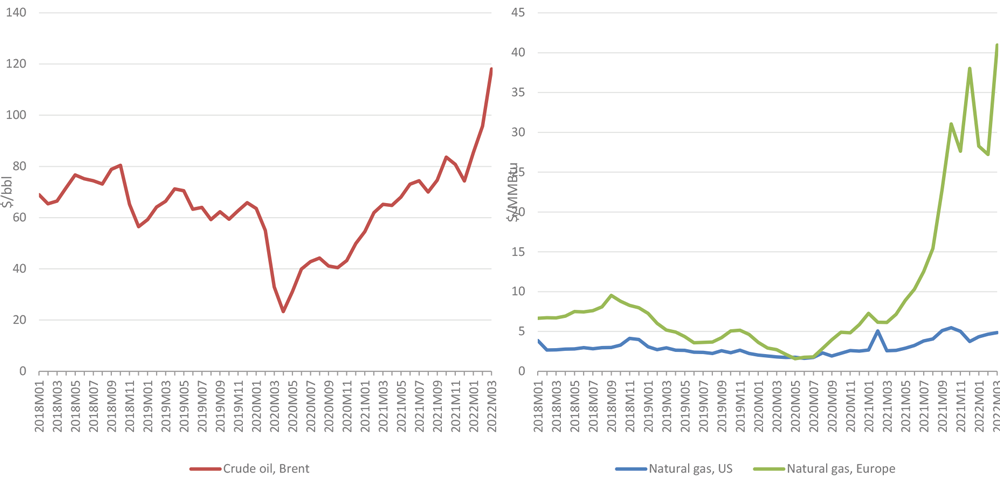 140
120
100
80
60
40
20
0
$/bbl
2018M01
2018M03
2018M05
2018M07
2018M09
2018M11
2019M01
2019M03
2019M05
2019M07
2019M09
2019M11
2020M01
2020M03
2020M05
2020M07
2020M09
2020M11
2021M01
2021M03
2021M05
2021M07
2021M09
2021M11
2022M01
2022M03
Crude oil, Brent
45
40
35
30
25
20
15
10
5
0
$/MMBtu
2018M01
2018M03
2018M05
2018M07
2018M09
2018M11
2019M01
2019M03
2019M05
2019M07
2019M09
2019M11
2020M01
2020M03
2020M05
2020M07
2020M09
2020M11
2021M01
2021M03
2021M05
2021M07
2021M09
2021M11
2022M01
2022M03
Natural gas, US
Natural gas, Europe